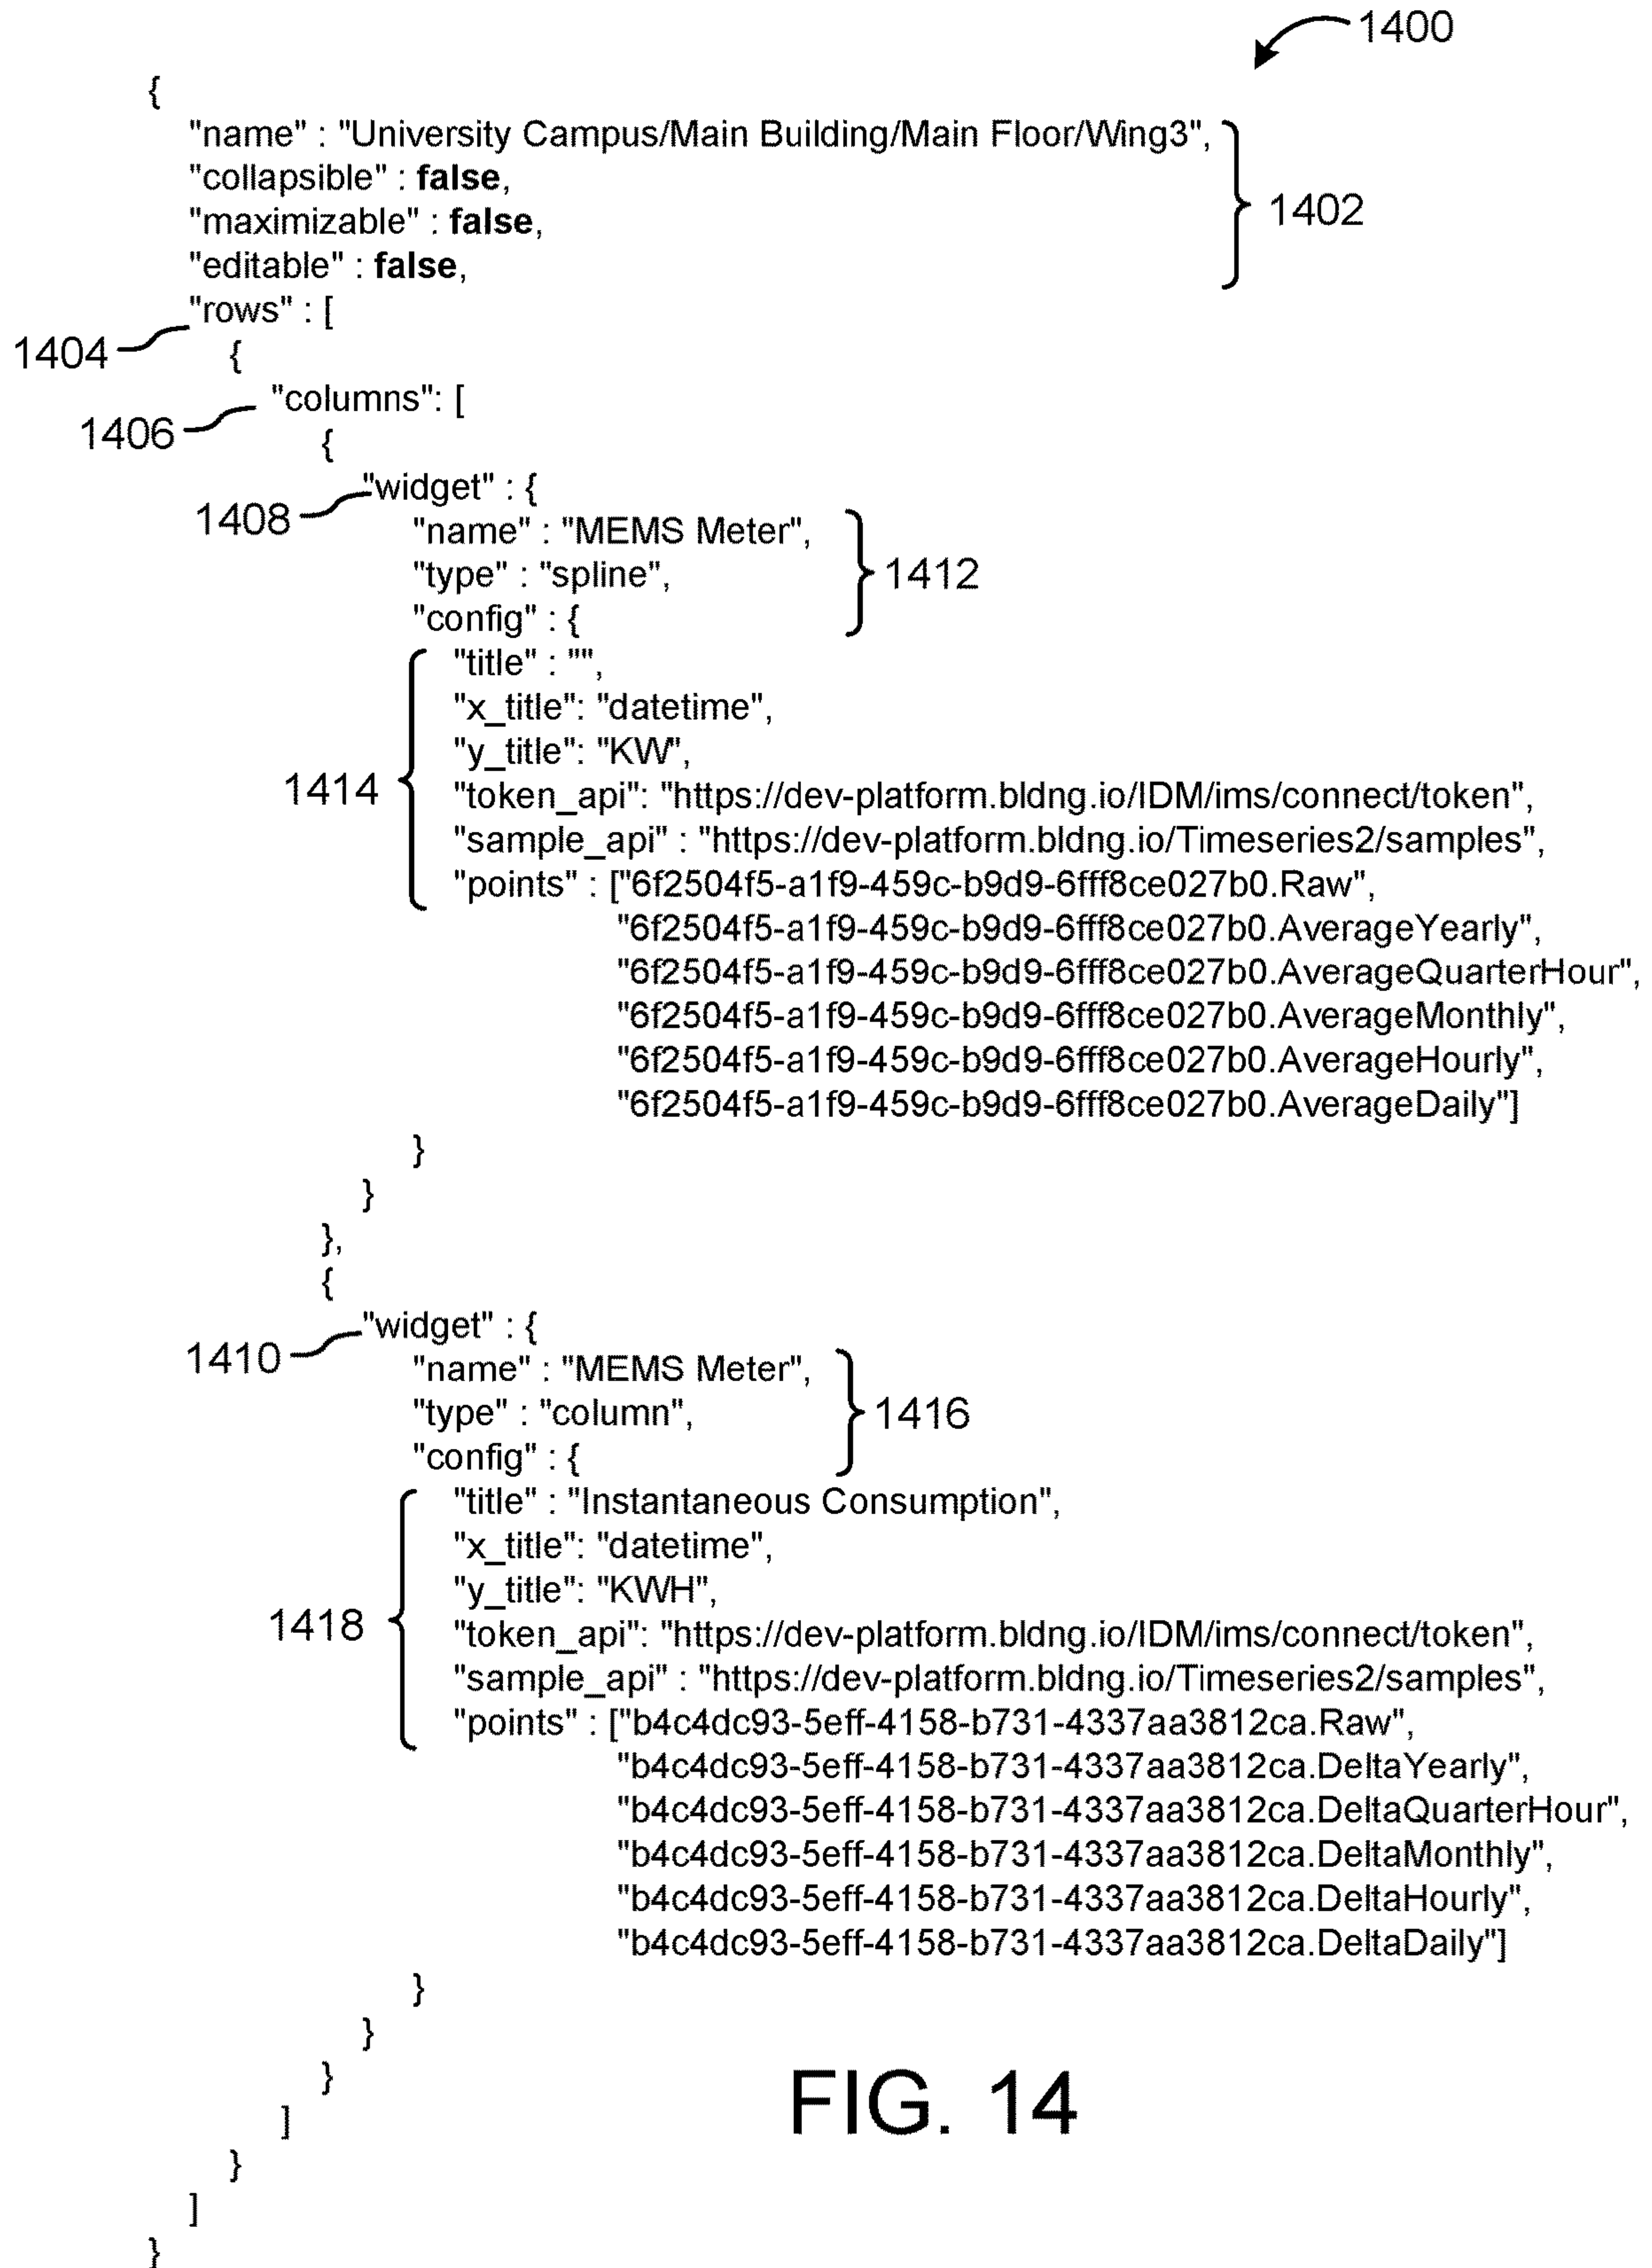 1400
{
"name" : "University Campus/Main Building/Main Floor/Wing3",
"collapsible" : false,
"maximizable" : false,
"editable" : false,
1402
"rows" : [
1404
{
"columns": [
1406
{
"widget" : {
1408
"name" : "MEMS Meter",
"type" : "spline",
1412
"config" : {
"title" : "",
"x_title": "datetime",
"y_title": "KW",
1414
"token_api": "https://dev-platform.bldng.io/IDM/ims/connect/token",
"sample_api" : "https://dev-platform.bldng.io/Timeseries2/samples",
"points" : ["6f2504f5-a1f9-459c-b9d9-6fff8ce027b0.Raw",
"6f2504f5-a1f9-459c-b9d9-6fff8ce027b0.AverageYearly",
"6f2504f5-a1f9-459c-b9d9-6fff8ce027b0.AverageQuarterHour",
"6f2504f5-a1f9-459c-b9d9-6fff8ce027b0.AverageMonthly",
"6f2504f5-a1f9-459c-b9d9-6fff8ce027b0.AverageHourly",
"6f2504f5-a1f9-459c-b9d9-6fff8ce027b0.AverageDaily"]
}
}
},
{
"widget" : {
1410
"name" : "MEMS Meter",
"type" : "column",
1416
"config" : {
"title" : "Instantaneous Consumption",
"x_title": "datetime",
"y_title": "KWH",
1418
"token_api": "https://dev-platform.bldng.io/IDM/ims/connect/token",
"sample_api" : "https://dev-platform.bldng.io/Timeseries2/samples",
"points" : ["b4c4dc93-5eff-4158-b731-4337aa3812ca.Raw",
"b4c4dc93-5eff-4158-b731-4337aa3812ca.DeltaYearly",
"b4c4dc93-5eff-4158-b731-4337aa3812ca.DeltaQuarterHour",
"b4c4dc93-5eff-4158-b731-4337aa3812ca.DeltaMonthly",
"b4c4dc93-5eff-4158-b731-4337aa3812ca.DeltaHourly",
"b4c4dc93-5eff-4158-b731-4337aa3812ca.DeltaDaily"]
}
}
}
]
}
]
}
FIG. 14